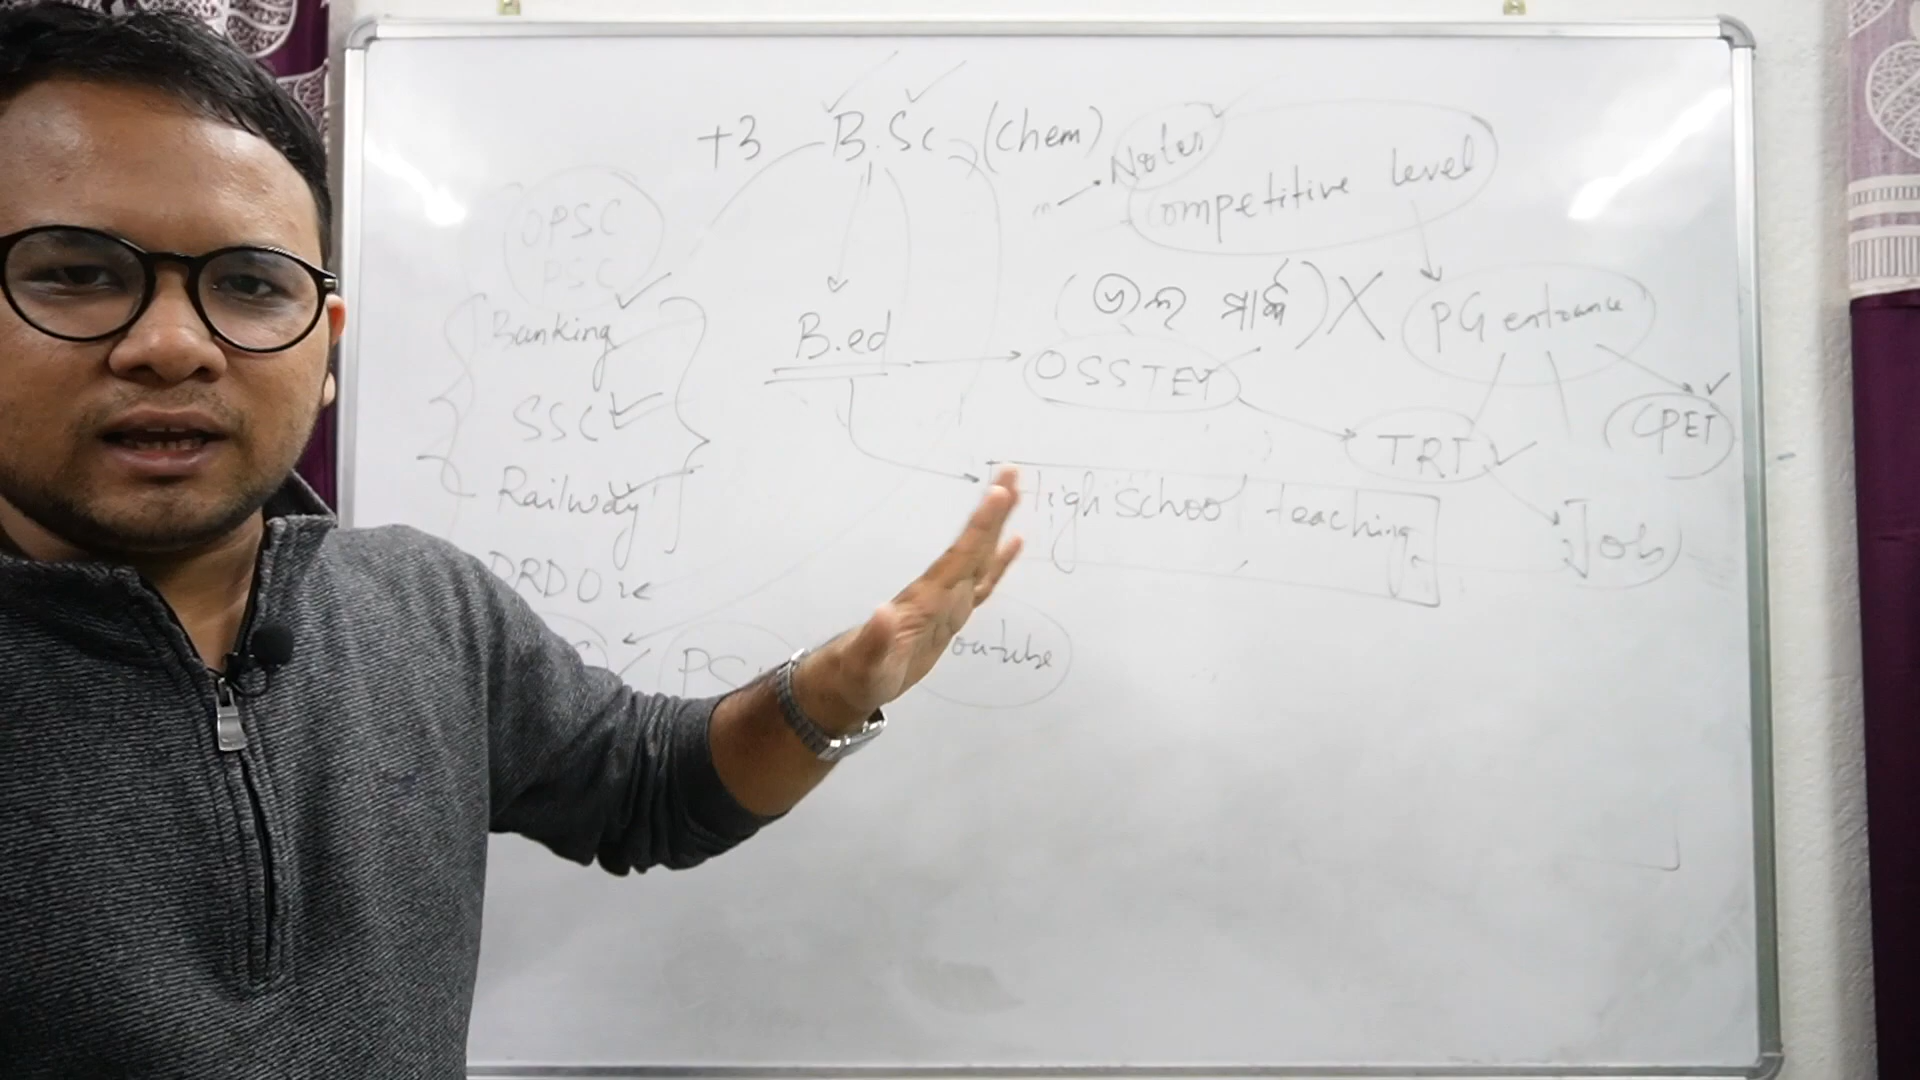 +3 B.Sc (Chem)
Notes
Competitive level
OPSC
PSC
Banking
SSC
Railway
DRDO
B.ed
(ଭଲ ମାର୍କ) X
PG entrance
OSSTET
TRT
CPET
High School teaching
Job